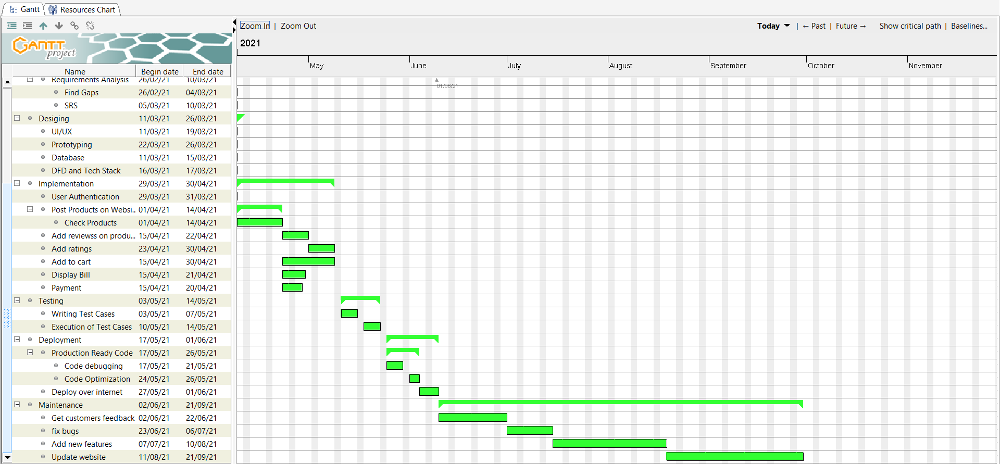 Gantt Resources Chart
Zoom In | Zoom Out Today | ← Past | Future → Show critical path | Baselines...
GANTT
project
2021
May June July August September October November
Name Begin date End date
01/06/21
Requirements Analysis 26/02/21 10/03/21
Find Gaps 26/02/21 04/03/21
SRS 05/03/21 10/03/21
Desiging 11/03/21 26/03/21
UI/UX 11/03/21 19/03/21
Prototyping 22/03/21 26/03/21
Database 11/03/21 15/03/21
DFD and Tech Stack 16/03/21 17/03/21
Implementation 29/03/21 30/04/21
User Authentication 29/03/21 31/03/21
Post Products on Websi... 01/04/21 14/04/21
Check Products 01/04/21 14/04/21
Add reviewss on produ... 15/04/21 22/04/21
Add ratings 23/04/21 30/04/21
Add to cart 15/04/21 30/04/21
Display Bill 15/04/21 21/04/21
Payment 15/04/21 20/04/21
Testing 03/05/21 14/05/21
Writing Test Cases 03/05/21 07/05/21
Execution of Test Cases 10/05/21 14/05/21
Deployment 17/05/21 01/06/21
Production Ready Code 17/05/21 26/05/21
Code debugging 17/05/21 21/05/21
Code Optimization 24/05/21 26/05/21
Deploy over internet 27/05/21 01/06/21
Maintenance 02/06/21 21/09/21
Get customers feedback 02/06/21 22/06/21
fix bugs 23/06/21 06/07/21
Add new features 07/07/21 10/08/21
Update website 11/08/21 21/09/21